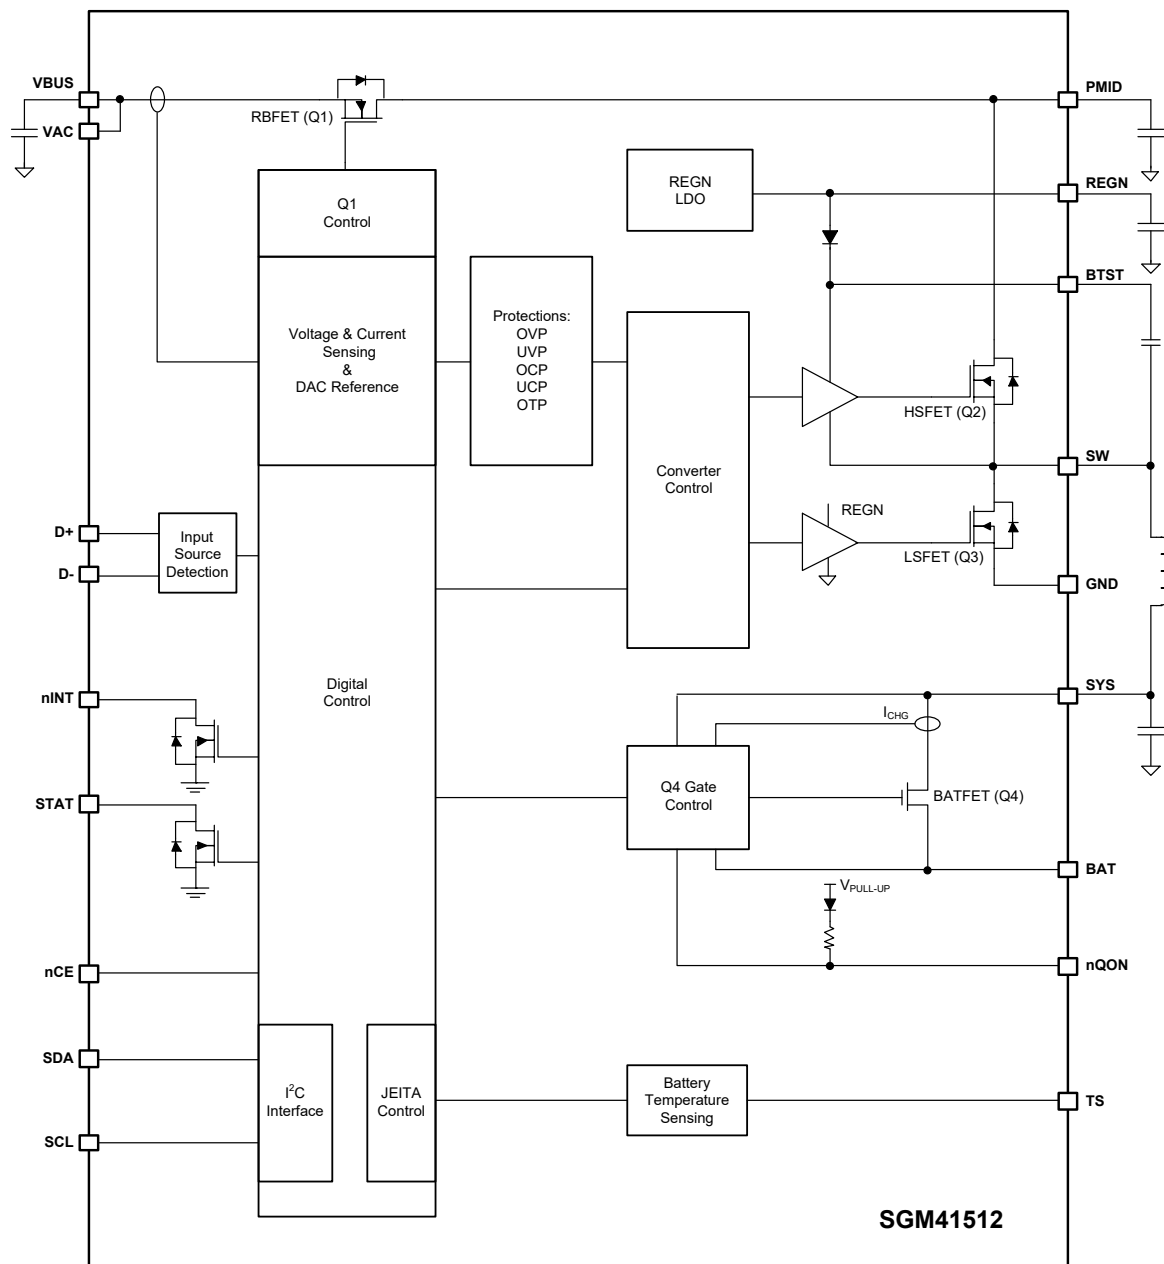 VBUS
VAC
RBFET (Q1)
PMID
Q1
Control
REGN
LDO
REGN
BTST
Voltage & Current
Sensing
&
DAC Reference
Protections:
OVP
UVP
OCP
UCP
OTP
HSFET (Q2)
Converter
Control
SW
REGN
LSFET (Q3)
GND
D+
D-
Input
Source
Detection
nINT
STAT
Digital
Control
SYS
ICHG
Q4 Gate
Control
BATFET (Q4)
BAT
VPULL-UP
nQON
nCE
SDA
SCL
I2C
Interface
JEITA
Control
Battery
Temperature
Sensing
TS
SGM41512